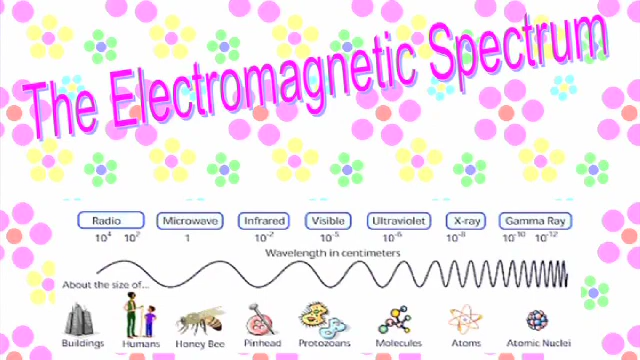 The Electromagnetic Spectrum
Radio Microwave Infrared Visible Ultraviolet X-ray Gamma Ray
10⁴ 10² 1 10⁻² 10⁻⁵ 10⁻⁶ 10⁻⁸ 10⁻¹⁰ 10⁻¹²
Wavelength in centimeters
About the size of...
Buildings Humans Honey Bee Pinhead Protozoans Molecules Atoms Atomic Nuclei